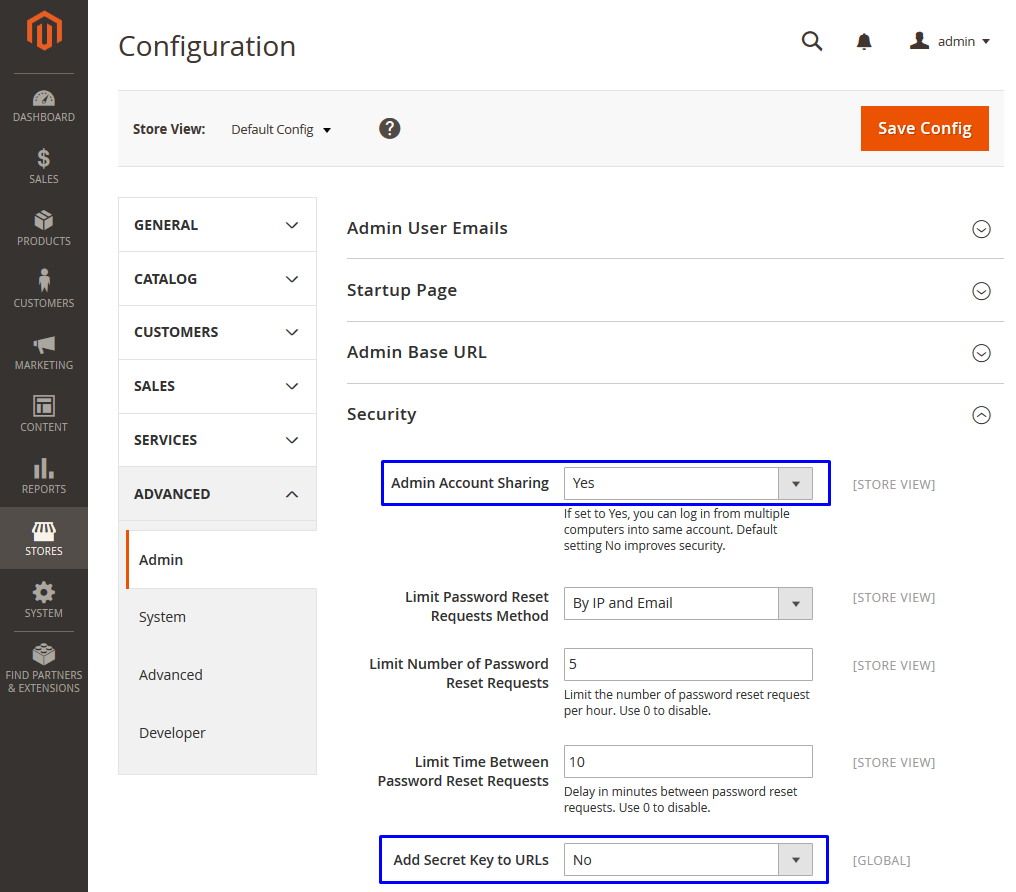 Configuration
admin
Store View: Default Config ?
Save Config
DASHBOARD
SALES
PRODUCTS
CUSTOMERS
MARKETING
CONTENT
REPORTS
STORES
SYSTEM
FIND PARTNERS
& EXTENSIONS
GENERAL
CATALOG
CUSTOMERS
SALES
SERVICES
ADVANCED
Admin
System
Advanced
Developer
Admin User Emails
Startup Page
Admin Base URL
Security
Admin Account Sharing Yes [STORE VIEW]
If set to Yes, you can log in from multiple
computers into same account. Default
setting No improves security.
Limit Password Reset
Requests Method By IP and Email [STORE VIEW]
Limit Number of Password
Reset Requests 5 [STORE VIEW]
Limit the number of password reset request
per hour. Use 0 to disable.
Limit Time Between
Password Reset Requests 10 [STORE VIEW]
Delay in minutes between password reset
requests. Use 0 to disable.
Add Secret Key to URLs No [GLOBAL]